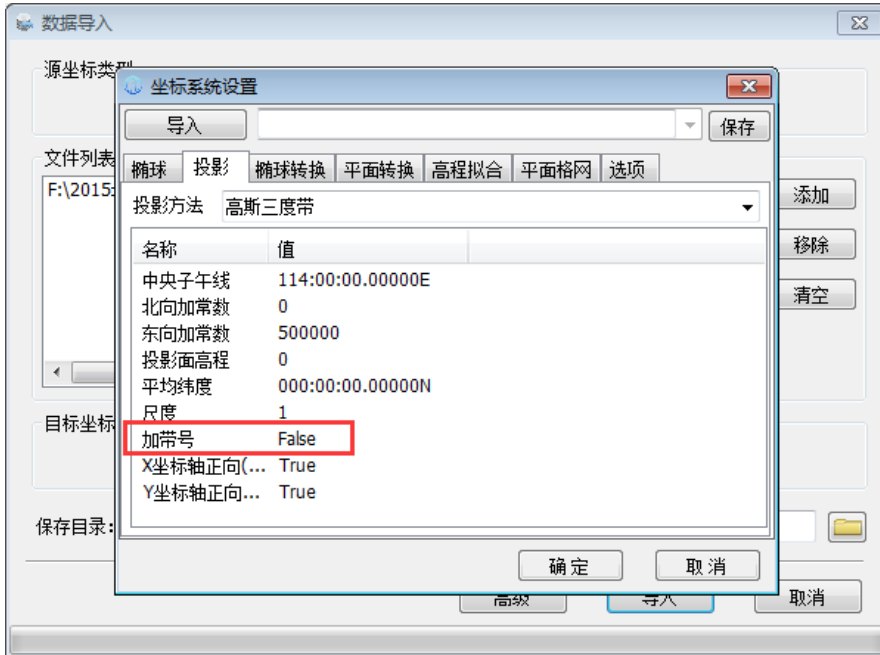 数据导入
源坐标类型
坐标系统设置
导入
保存
文件列表
椭球 投影 椭球转换 平面转换 高程拟合 平面格网 选项
F:\2015
添加
投影方法 高斯三度带
移除
名称 值
中央子午线 114:00:00.00000E
清空
北向加常数 0
东向加常数 500000
投影面高程 0
平均纬度 000:00:00.00000N
尺度 1
目标坐标
加带号 False
X坐标轴正向(... True
Y坐标轴正向... True
保存目录:
确定 取消
高级 导入 取消